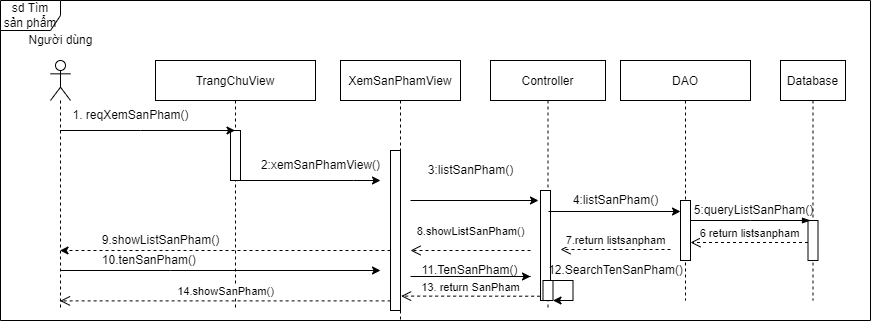 sd Tìm
sản phẩm
Người dùng
TrangChuView
XemSanPhamView
Controller
DAO
Database
1. reqXemSanPham()
2:xemSanPhamView()
3:listSanPham()
4:listSanPham()
5:queryListSanPham()
6 return listsanpham
7.return listsanpham
8.showListSanPham()
9.showListSanPham()
10.tenSanPham()
11.TenSanPham()
12.SearchTenSanPham()
13. return SanPham
14.showSanPham()